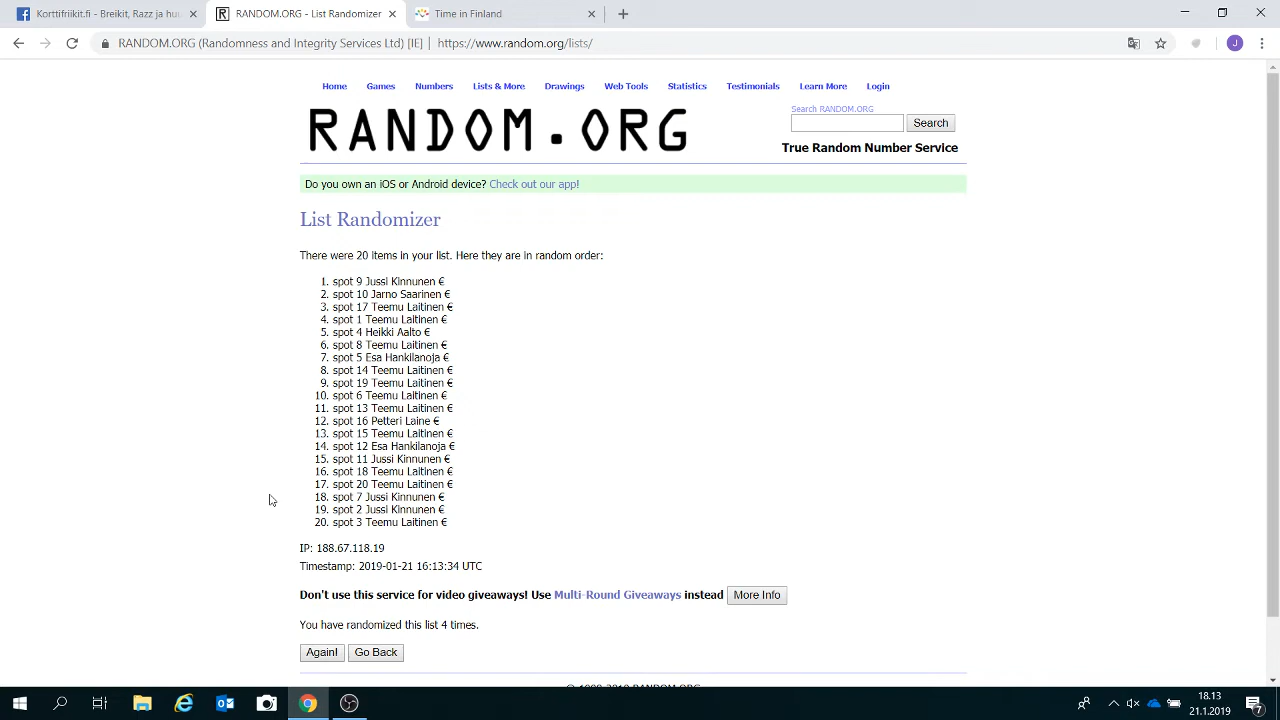 Korttifriikit.fi - Breikit, Razz ja hu
RANDOM.ORG - List Randomizer
Time in Finland
RANDOM.ORG (Randomness and Integrity Services Ltd.) [IE]
https://random.org/lists/
J
Home Games Numbers Lists & More Drawings Web Tools Statistics Testimonials Learn More Login
RANDOM.ORG
Search RANDOM.ORG
Search
True Random Number Service
Do you own an iOS or Android device? Check out our app!
List Randomizer
There were 20 items in your list. Here they are in random order:
1. spot 9 Jussi Kinnunen €
2. spot 10 Jarno Saarinen €
3. spot 17 Teemu Laitinen €
4. spot 1 Teemu Laitinen €
5. spot 4 Heikki Aalto €
6. spot 8 Teemu Laitinen €
7. spot 5 Esa Hankilanoja €
8. spot 14 Teemu Laitinen €
9. spot 19 Teemu Laitinen €
10. spot 6 Teemu Laitinen €
11. spot 13 Teemu Laitinen €
12. spot 16 Petteri Laine €
13. spot 15 Teemu Laitinen €
14. spot 12 Esa Hankilanoja €
15. spot 11 Jussi Kinnunen €
16. spot 18 Teemu Laitinen €
17. spot 20 Teemu Laitinen €
18. spot 7 Jussi Kinnunen €
19. spot 2 Jussi Kinnunen €
20. spot 3 Teemu Laitinen €
IP: 188.67.118.19
Timestamp: 2019-01-21 16:13:34 UTC
Don't use this service for video giveaways! Use Multi-Round Giveaways instead More Info
You have randomized this list 4 times.
Again! Go Back
18.13
21.1.2019
7